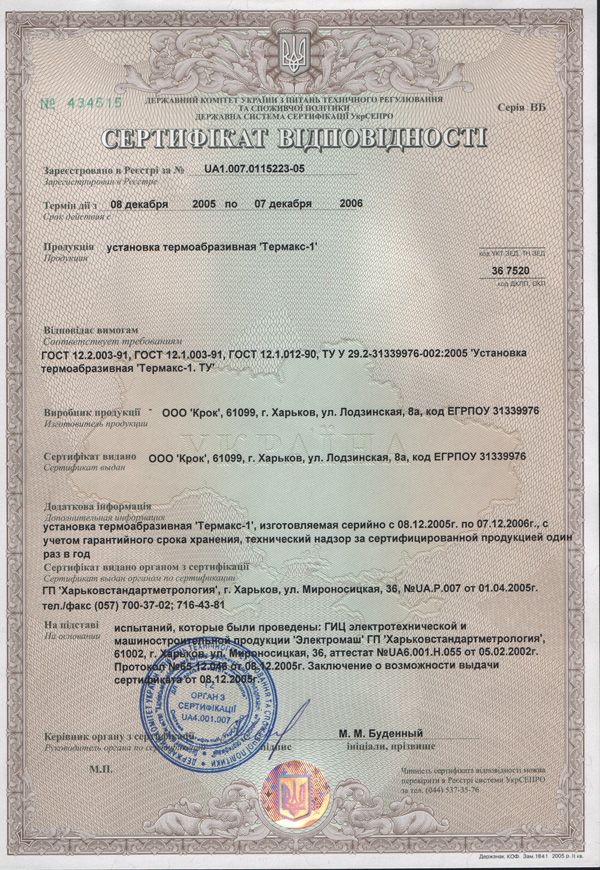 № 434515
ДЕРЖАВНИЙ КОМІТЕТ УКРАЇНИ З ПИТАНЬ ТЕХНІЧНОГО РЕГУЛЮВАННЯ
ТА СПОЖИВЧОЇ ПОЛІТИКИ
Серія ВБ
ДЕРЖАВНА СИСТЕМА СЕРТИФІКАЦІЇ УкрСЕПРО
СЕРТИФІКАТ ВІДПОВІДНОСТІ
Зареєстровано в Реєстрі за № UA1.007.0115223-05
Зарегистрирован в Реестре
Термін дії з 08 декабря 2005 по 07 декабря 2006
Срок действия с
Продукція установка термоабразивная 'Термакс-1'
Продукция
код УКТ ЗЕД, ТН ЗЕД
36 7520
код ДКПП, ОКП
Відповідає вимогам
Соответствует требованиям
ГОСТ 12.2.003-91, ГОСТ 12.1.003-91, ГОСТ 12.1.012-90, ТУ У 29.2-31339976-002:2005 'Установка
термоабразивная 'Термакс-1. ТУ'
Виробник продукції - ООО 'Крок', 61099, г. Харьков, ул. Лодзинская, 8а, код ЕГРПОУ 31339976
Изготовитель продукции
УКРАЇНА
Сертифікат видано ООО 'Крок', 61099, г. Харьков, ул. Лодзинская, 8а, код ЕГРПОУ 31339976
Сертификат выдан
Додаткова інформація
Дополнительная информация
установка термоабразивная 'Термакс-1', изготовляемая серийно с 08.12.2005г. по 07.12.2006г., с
учетом гарантийного срока хранения, технический надзор за сертифицированной продукцией один
раз в год
Сертифікат видано органом з сертифікації
Сертификат выдан органом по сертификации
ГП 'Харьковстандартметрология', г. Харьков, ул. Мироносицкая, 36, №UA.P.007 от 01.04.2005г.
тел./факс (057) 700-37-02; 716-43-81
На підставі испытаний, которые были проведены: ГИЦ электротехнической и
На основании машиностроительной продукции 'Электромаш' ГП 'Харьковстандартметрология',
61002, г. Харьков, ул. Мироносицкая, 36, аттестат №UA6.001.H.055 от 05.02.2002г.
Протокол №65-12.046 от 08.12.2005г. Заключение о возможности выдачи
сертификата от 08.12.2005г.
ОРГАН З
СЕРТИФІКАЦІЇ
UA4.001.007
Керівник органу з сертифікації М. М. Буденный
Руководитель органа по сертификации підпис ініціали, прізвище
М.П.
Чинність сертифіката відповідності можна
перевірити в Реєстрі системи УкрСЕПРО
за тел. (044) 537-35-76
Держзнак. КОФ. Зам.184 1. 2005 р. II кв.